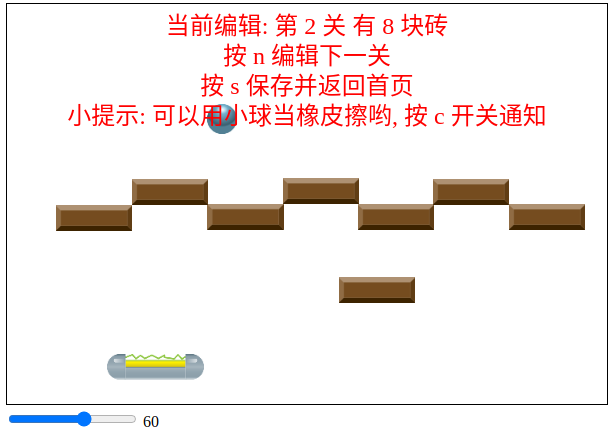 当前编辑: 第 2 关 有 8 块砖
按 n 编辑下一关
按 s 保存并返回首页
小提示: 可以用小球当橡皮擦哟, 按 c 开关通知
60